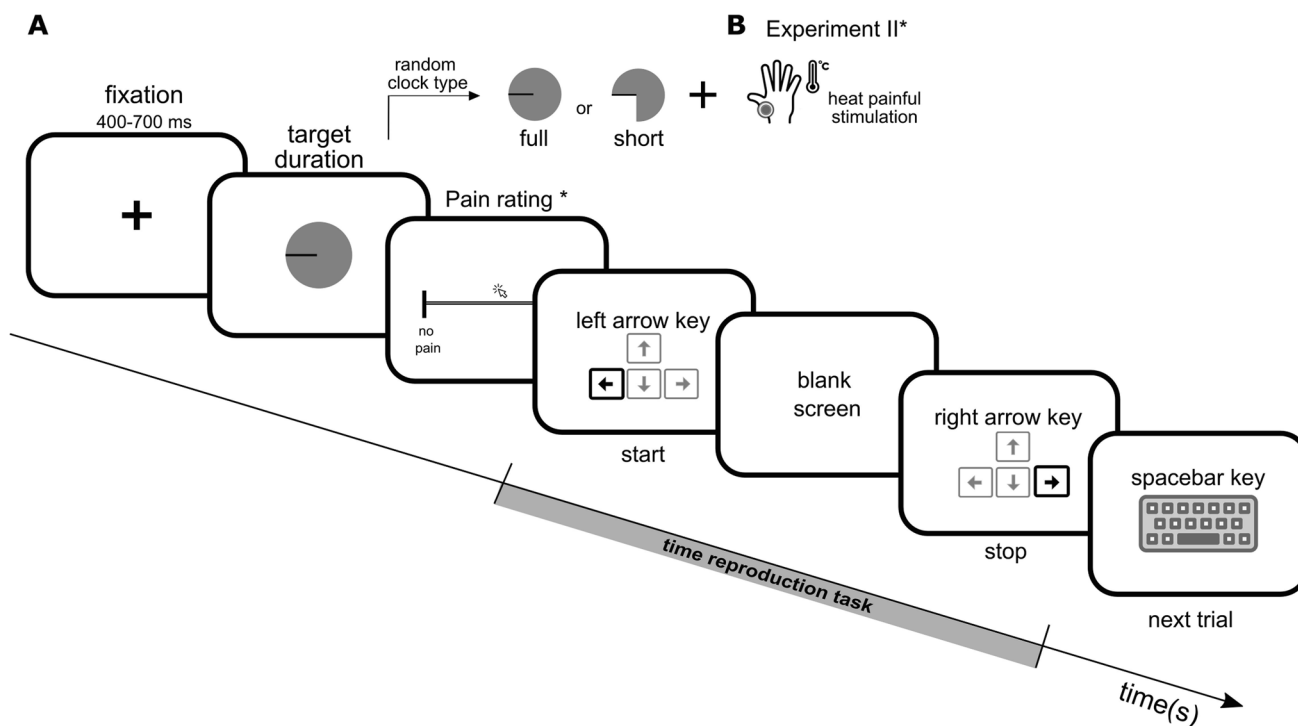 A
B Experiment II*
random
clock type
full
or
short
°C
heat painful
stimulation
fixation
400-700 ms
target
duration
Pain rating *
no
pain
left arrow key
start
blank
screen
right arrow key
stop
spacebar key
next trial
time reproduction task
time(s)